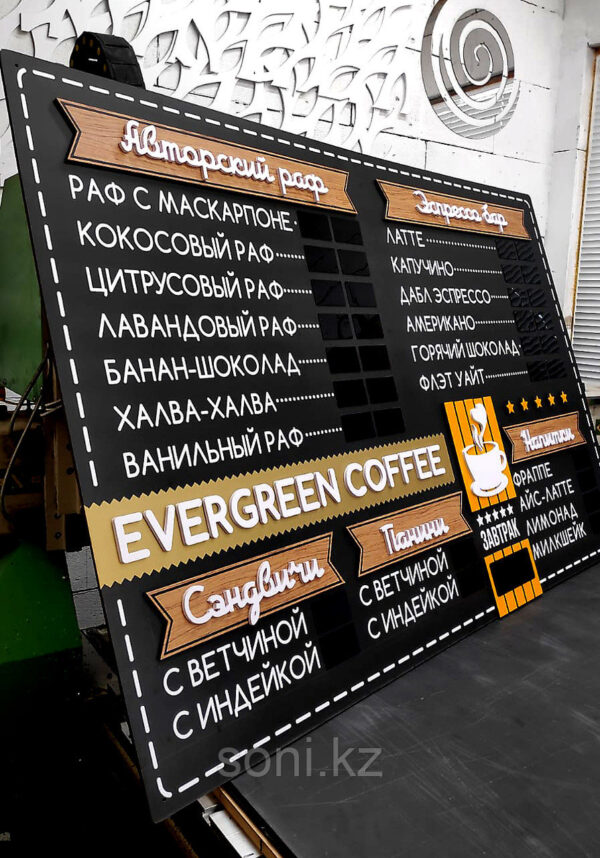 Авторский раф
РАФ С МАСКАРПОНЕ
КОКОСОВЫЙ РАФ
ЦИТРУСОВЫЙ РАФ
ЛАВАНДОВЫЙ РАФ
БАНАН-ШОКОЛАД
ХАЛВА-ХАЛВА
ВАНИЛЬНЫЙ РАФ
Эспрессо бар
ЛАТТЕ
КАПУЧИНО
ДАБЛ ЭСПРЕССО
АМЕРИКАНО
ГОРЯЧИЙ ШОКОЛАД
ФЛЭТ УАЙТ
EVERGREEN COFFEE
Сэндвичи
С ВЕТЧИНОЙ
С ИНДЕЙКОЙ
Панини
С ВЕТЧИНОЙ
С ИНДЕЙКОЙ
ЗАВТРАК
Напитки
ФРАППЕ
АЙС-ЛАТТЕ
ЛИМОНАД
МИЛКШЕЙК
soni.kz